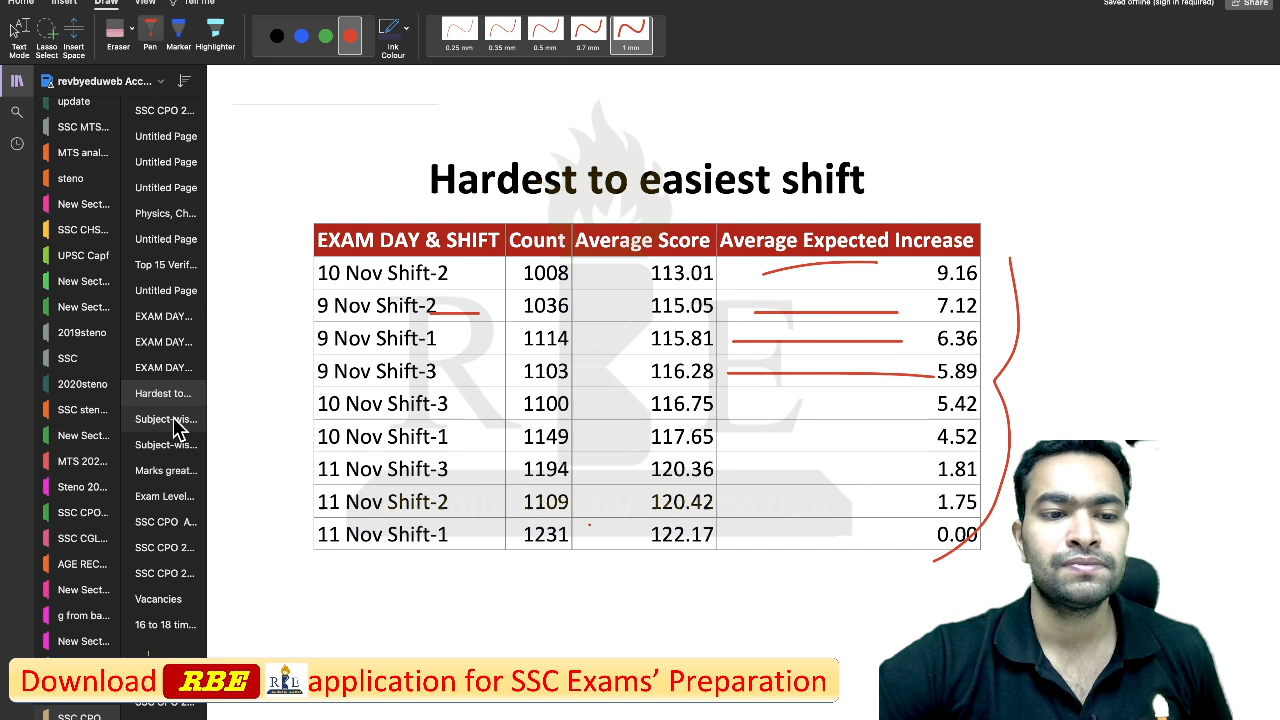 Home Insert Draw View Tell me
Saved offline (sign in required)
Share
Text Mode
Lasso Select
Insert Space
Eraser
Pen
Marker
Highlighter
Ink Colour
0.25 mm
0.35 mm
0.5 mm
0.7 mm
1 mm
revbyeduweb Acc...
update
SSC MTS...
MTS anal...
steno
New Sect...
SSC CHS...
UPSC Capf
New Sect...
New Sect...
2019steno
SSC
2020steno
SSC sten...
New Sect...
MTS 202...
Steno 20...
SSC CPO...
SSC CGL...
AGE REC...
New Sect...
g from ba...
New Sect...
SSC CPO
SSC CPO 2...
Untitled Page
Untitled Page
Untitled Page
Physics, Ch...
Untitled Page
Top 15 Verif...
Untitled Page
EXAM DAY...
EXAM DAY...
EXAM DAY...
Hardest to...
Subject-wis...
Subject-wis...
Marks great...
Exam Level...
SSC CPO A...
SSC CPO 2...
SSC CPO 2...
Vacancies
16 to 18 tim...
Hardest to easiest shift
EXAM DAY & SHIFT Count Average Score Average Expected Increase
10 Nov Shift-2 1008 113.01 9.16
9 Nov Shift-2 1036 115.05 7.12
9 Nov Shift-1 1114 115.81 6.36
9 Nov Shift-3 1103 116.28 5.89
10 Nov Shift-3 1100 116.75 5.42
10 Nov Shift-1 1149 117.65 4.52
11 Nov Shift-3 1194 120.36 1.81
11 Nov Shift-2 1109 120.42 1.75
11 Nov Shift-1 1231 122.17 0.00
RBE
Download RBE RBE application for SSC Exams' Preparation